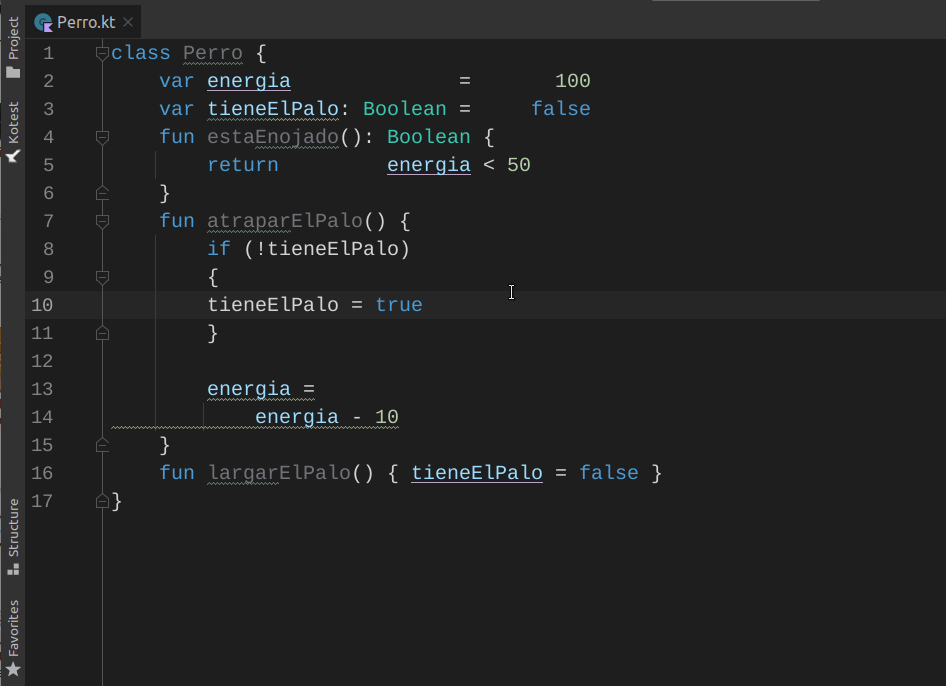 Perro.kt
Project
Kotest
Structure
Favorites
1 class Perro {
2     var energia              =       100
3     var tieneElPalo: Boolean =     false
4     fun estaEnojado(): Boolean {
5         return         energia < 50
6     }
7     fun atraparElPalo() {
8         if (!tieneElPalo)
9         {
10         tieneElPalo = true
11         }
12
13         energia =
14             energia - 10
15     }
16     fun largarElPalo() { tieneElPalo = false }
17 }